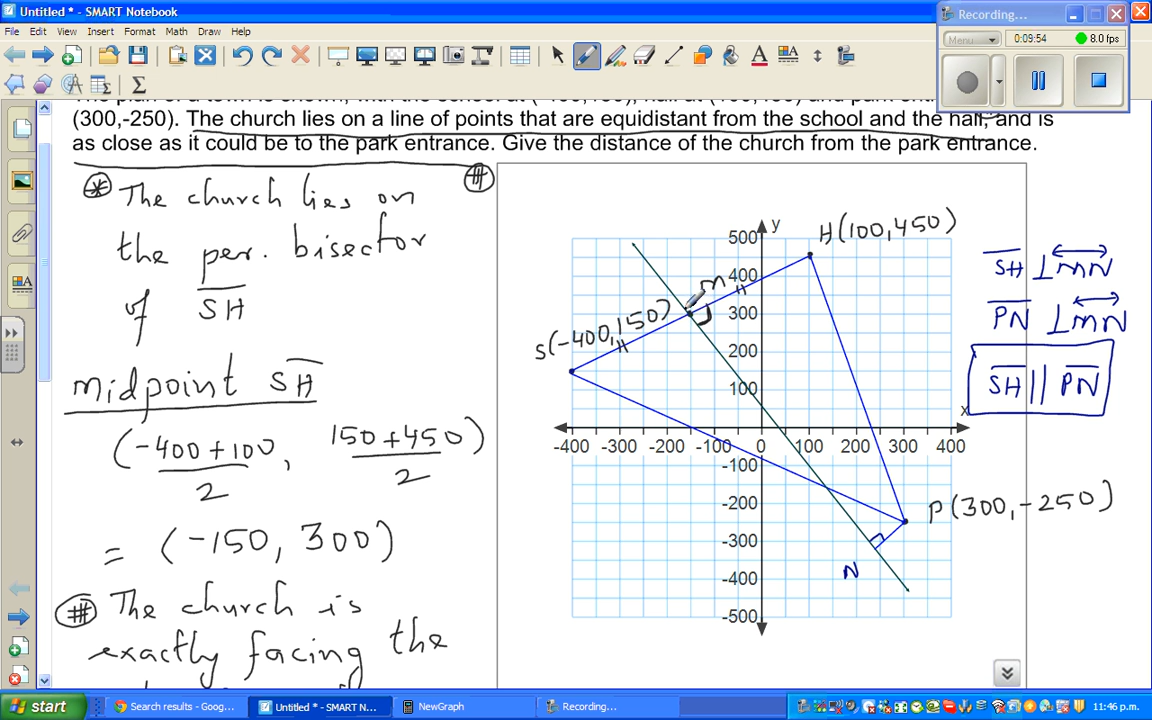 Untitled * - SMART Notebook
Recording...
File Edit View Insert Format Math Draw Help
Menu 0:09:54 8.0 fps
(300,-250). The church lies on a line of points that are equidistant from the school and the hall, and is
as close as it could be to the park entrance. Give the distance of the church from the park entrance.
The church lies on
the per. bisector
of SH
midpoint SH
(-400+100/2, 150+450/2)
= (-150, 300)
The church is
exactly facing the
y
H(100,450)
M
S(-400,150)
500
400
300
200
100
x
-400 -300 -200 -100 0 100 200 300 400
-100
-200
-300
-400
-500
P(300,-250)
N
SH ⊥ MN
PN ⊥ MN
SH || PN
start Search results - Goog... Untitled * - SMART N... NewGraph Recording... 11:46 p.m.